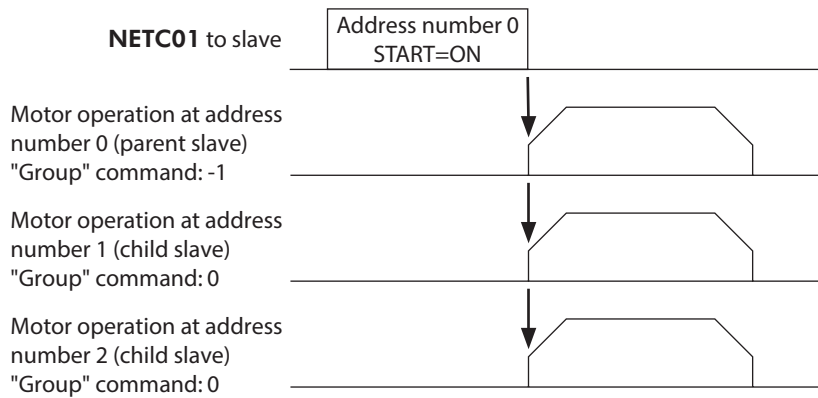 NETC01 to slave
Address number 0
START=ON
Motor operation at address
number 0 (parent slave)
"Group" command: -1
Motor operation at address
number 1 (child slave)
"Group" command: 0
Motor operation at address
number 2 (child slave)
"Group" command: 0